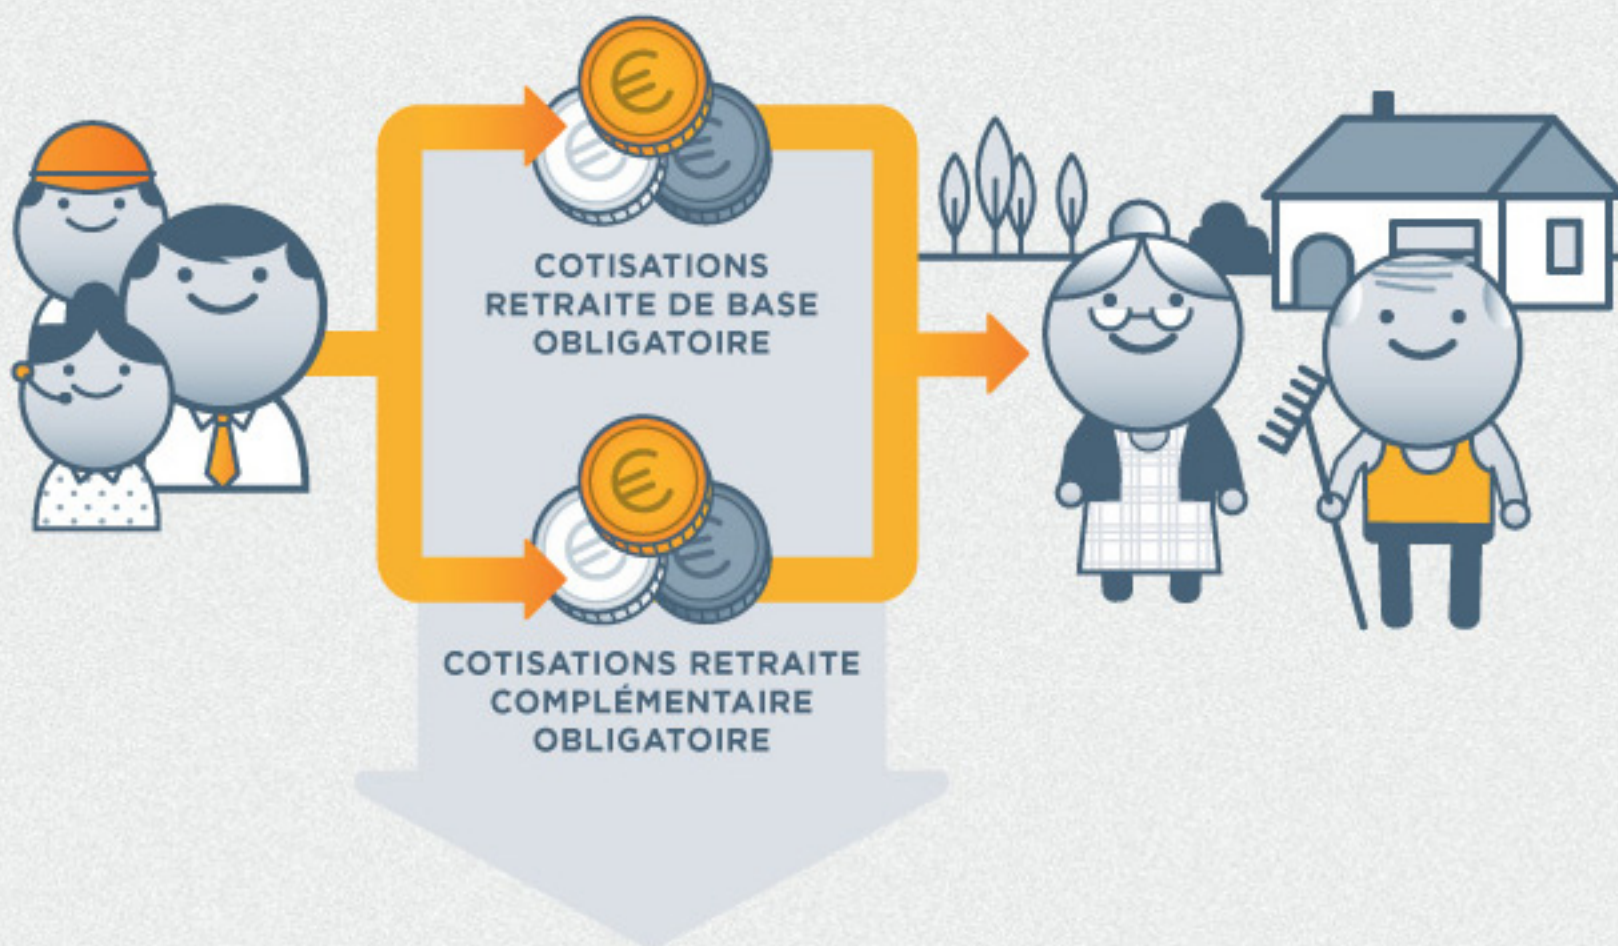 COTISATIONS
RETRAITE DE BASE
OBLIGATOIRE
COTISATIONS RETRAITE
COMPLÉMENTAIRE
OBLIGATOIRE